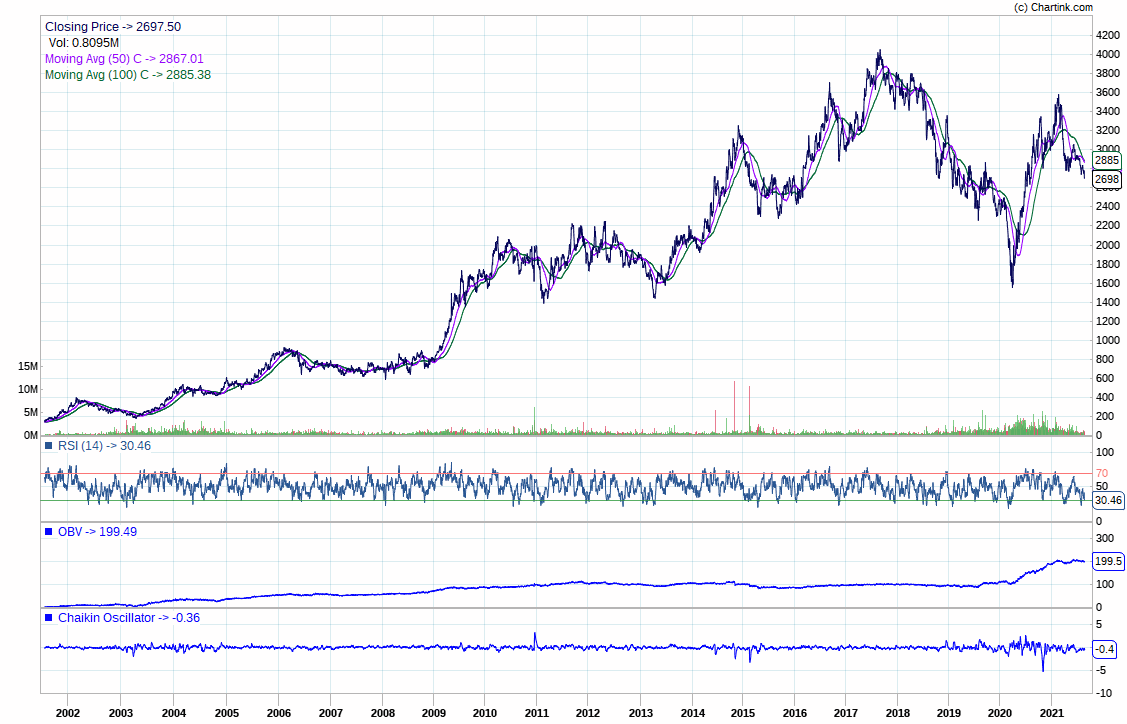 (c) Chartink.com
Closing Price -> 2697.50
Vol: 0.8095M
Moving Avg (50) C -> 2867.01
Moving Avg (100) C -> 2885.38
4200
4000
3800
3600
3400
3200
3000
2885
2698
2400
2200
2000
1800
1600
1400
1200
1000
800
600
400
200
0
15M
10M
5M
0M
RSI (14) -> 30.46
100
70
50
30.46
0
OBV -> 199.49
300
199.5
100
0
Chaikin Oscillator -> -0.36
5
-0.4
-5
-10
2002 2003 2004 2005 2006 2007 2008 2009 2010 2011 2012 2013 2014 2015 2016 2017 2018 2019 2020 2021